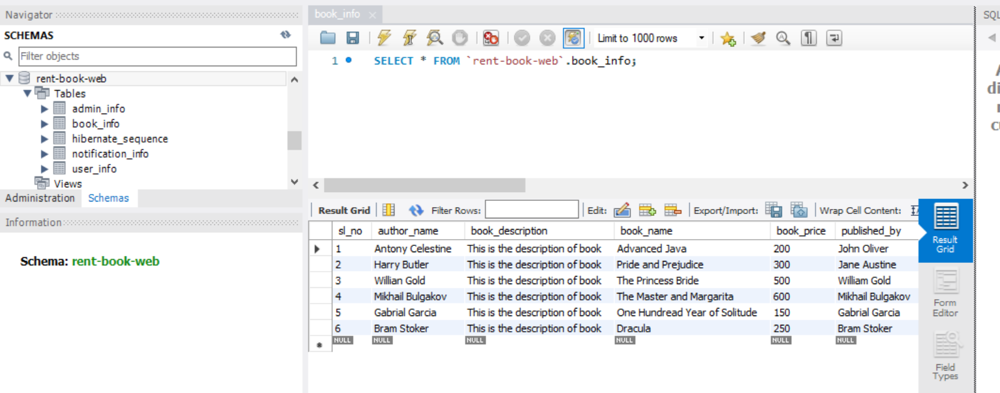 Navigator
SCHEMAS
Filter objects
rent-book-web
Tables
admin_info
book_info
hibernate_sequence
notification_info
user_info
Views
Administration Schemas
Information
Schema: rent-book-web
book_info
Limit to 1000 rows
1 SELECT * FROM `rent-book-web`.book_info;
Result Grid Filter Rows: Edit: Export/Import: Wrap Cell Content:
sl_no author_name book_description book_name book_price published_by
1 Antony Celestine This is the description of book Advanced Java 200 John Oliver
2 Harry Butler This is the description of book Pride and Prejudice 300 Jane Austine
3 Willian Gold This is the description of book The Princess Bride 500 William Gold
4 Mikhail Bulgakov This is the description of book The Master and Margarita 600 Mikhail Bulgakov
5 Gabrial Garcia This is the description of book One Hundread Year of Solitude 150 Gabrial Garcia
6 Bram Stoker This is the description of book Dracula 250 Bram Stoker
NULL NULL NULL NULL NULL NULL
Result
Grid
Form
Editor
Field
Types
SQL